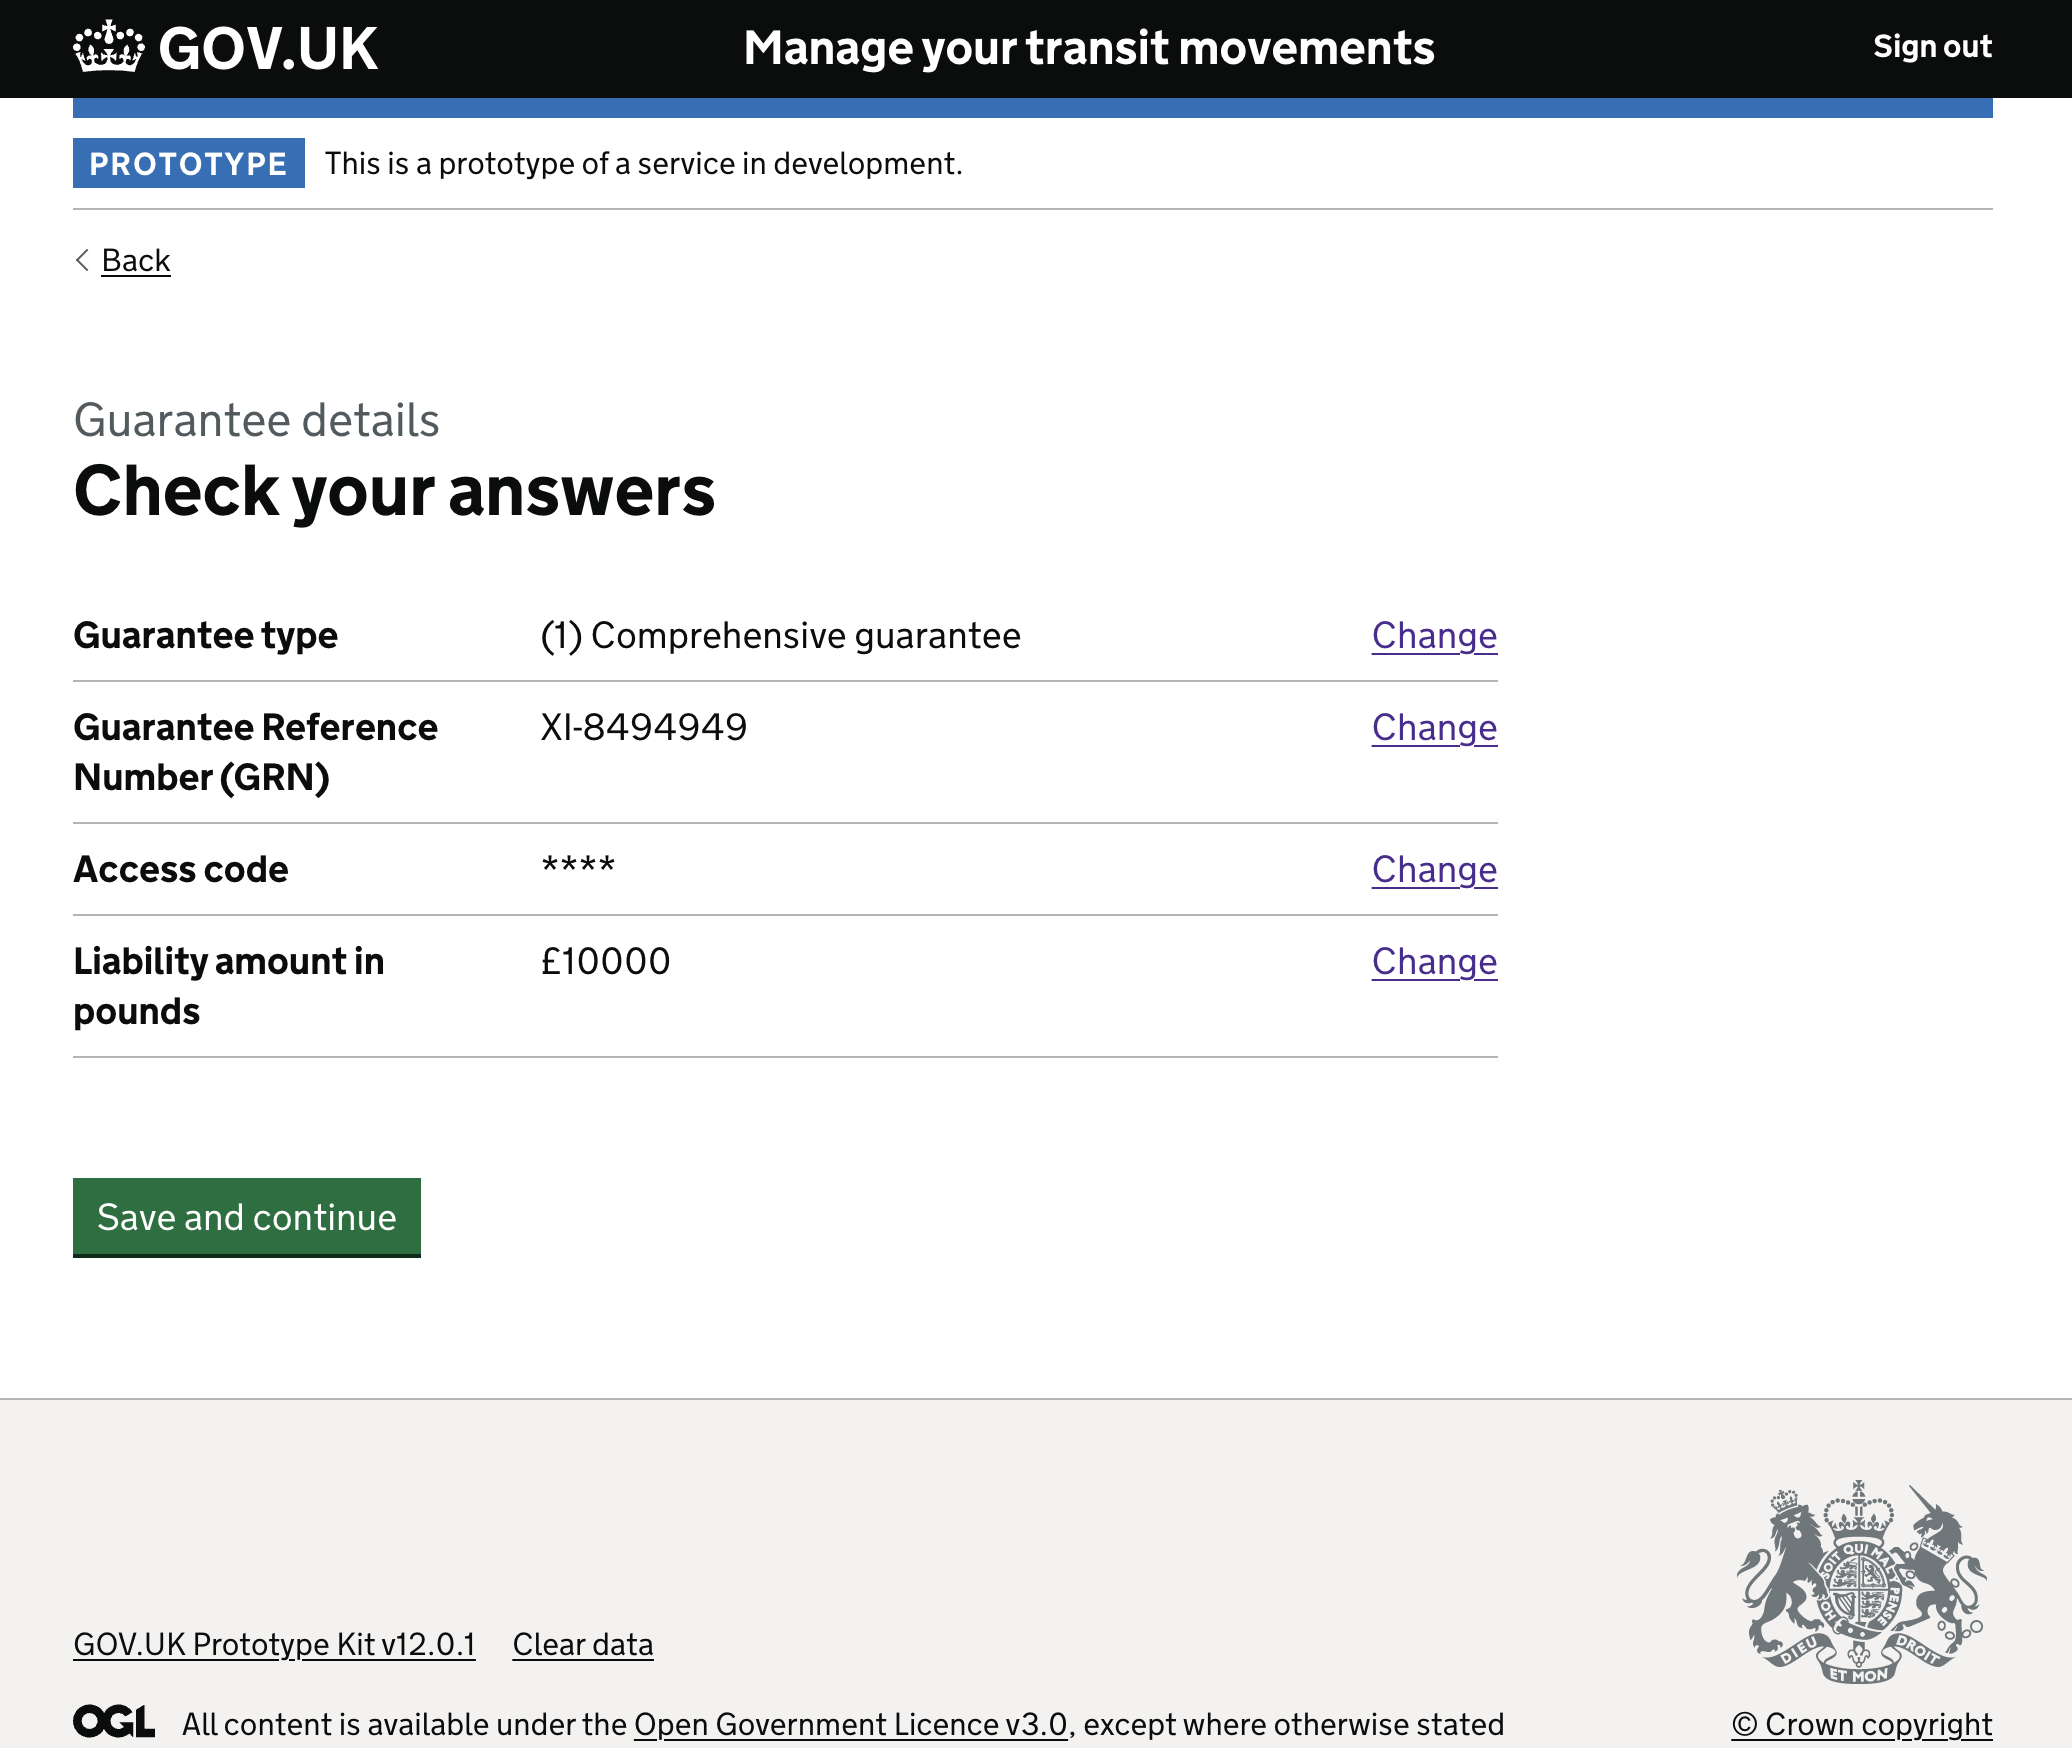 GOV.UK
Manage your transit movements
Sign out
PROTOTYPE This is a prototype of a service in development.
Back
Guarantee details
Check your answers
Guarantee type (1) Comprehensive guarantee Change
Guarantee Reference XI-8494949 Change
Number (GRN)
Access code **** Change
Liability amount in £10000 Change
pounds
Save and continue
DIEU ET MON DROIT
GOV.UK Prototype Kit v12.0.1 Clear data
OGL All content is available under the Open Government Licence v3.0, except where otherwise stated
© Crown copyright